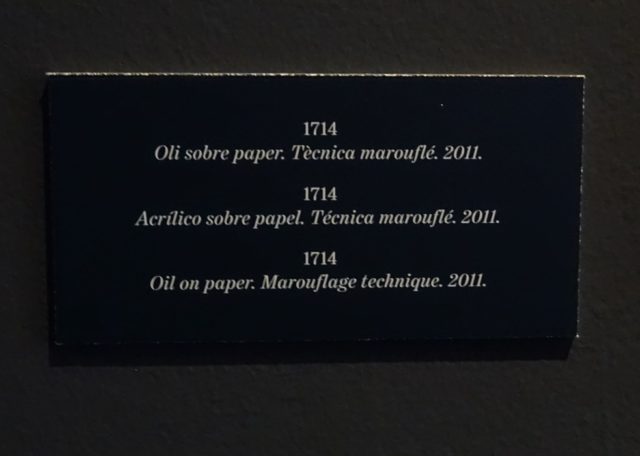 1714
Oli sobre paper. Tècnica marouflé. 2011.
1714
Acrílico sobre papel. Técnica marouflé. 2011.
1714
Oil on paper. Marouflage technique. 2011.